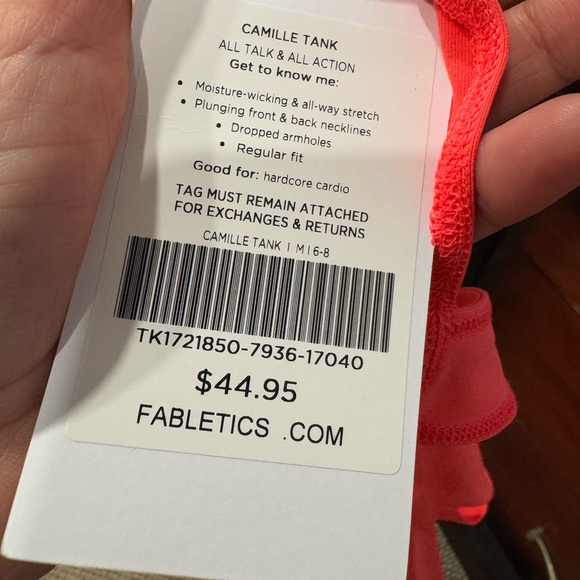 CAMILLE TANK
ALL TALK & ALL ACTION
Get to know me:
• Moisture-wicking & all-way stretch
• Plunging front & back necklines
• Dropped armholes
• Regular fit
Good for: hardcore cardio
TAG MUST REMAIN ATTACHED
FOR EXCHANGES & RETURNS
CAMILLE TANK | M | 6-8
TK1721850-7936-17040
$44.95
FABLETICS .COM